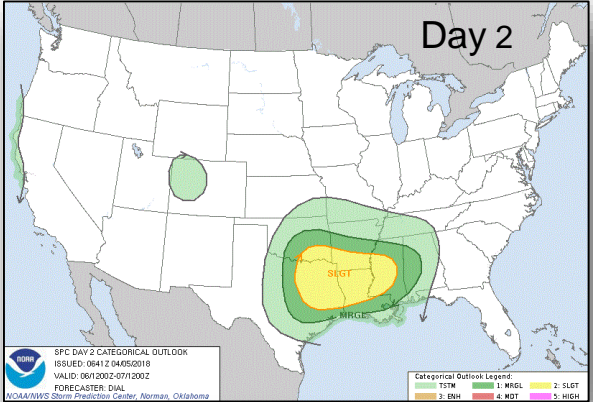 Day 2
SLGT
MRGL
NOAA
SPC DAY 2 CATEGORICAL OUTLOOK
ISSUED: 0641Z 04/05/2018
VALID: 06/1200Z-07/1200Z
FORECASTER: DIAL
NOAA/NWS Storm Prediction Center, Norman, Oklahoma
Categorical Outlook Legend:
TSTM 1: MRGL 2: SLGT
3: ENH 4: MDT 5: HIGH